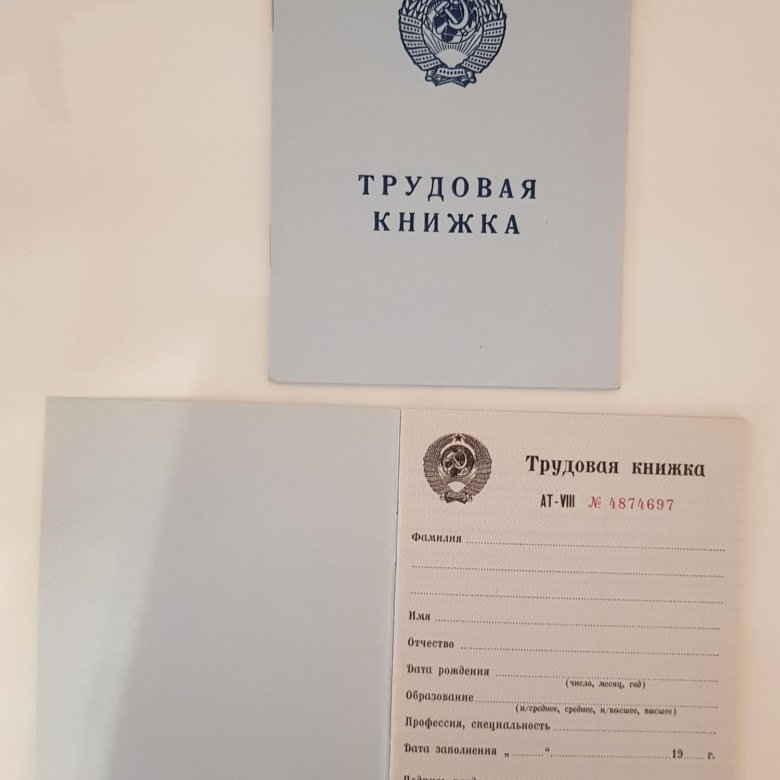 ТРУДОВАЯ
КНИЖКА
Трудовая книжка
АТ-VIII № 4874697
Фамилия
Имя
Отчество
Дата рождения
(число, месяц, год)
Образование
(н/среднее, среднее, н/высшее, высшее)
Профессия, специальность
Дата заполнения „ “ 19 г.